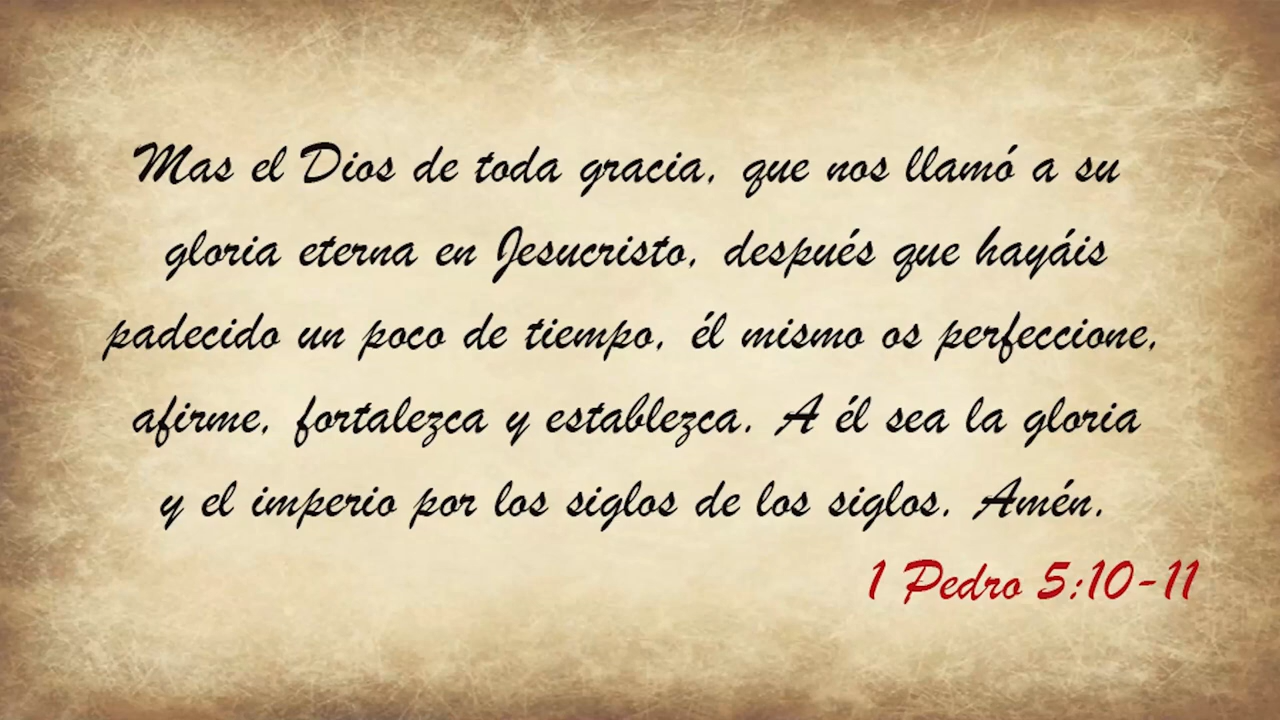 Mas el Dios de toda gracia, que nos llamó a su
gloria eterna en Jesucristo, después que hayáis
padecido un poco de tiempo, él mismo os perfeccione,
afirme, fortalezca y establezca. A él sea la gloria
y el imperio por los siglos de los siglos. Amén.
1 Pedro 5:10-11